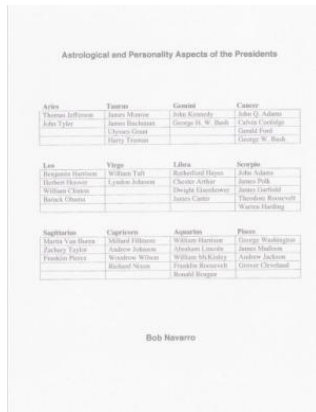 Astrological and Personality Aspects of the Presidents
Aries Taurus Gemini Cancer
Thomas Jefferson James Monroe John Kennedy John Q. Adams
John Tyler James Buchanan George H. W. Bush Calvin Coolidge
Ulysses Grant Gerald Ford
Harry Truman George W. Bush
Leo Virgo Libra Scorpio
Benjamin Harrison William Taft Rutherford Hayes John Adams
Herbert Hoover Lyndon Johnson Chester Arthur James Polk
William Clinton Dwight Eisenhower James Garfield
Barack Obama James Carter Theodore Roosevelt
Warren Harding
Sagittarius Capricorn Aquarius Pisces
Martin Van Buren Millard Fillmore William Harrison George Washington
Zachary Taylor Andrew Johnson Abraham Lincoln James Madison
Franklin Pierce Woodrow Wilson William McKinley Andrew Jackson
Richard Nixon Franklin Roosevelt Grover Cleveland
Ronald Reagan
Bob Navarro